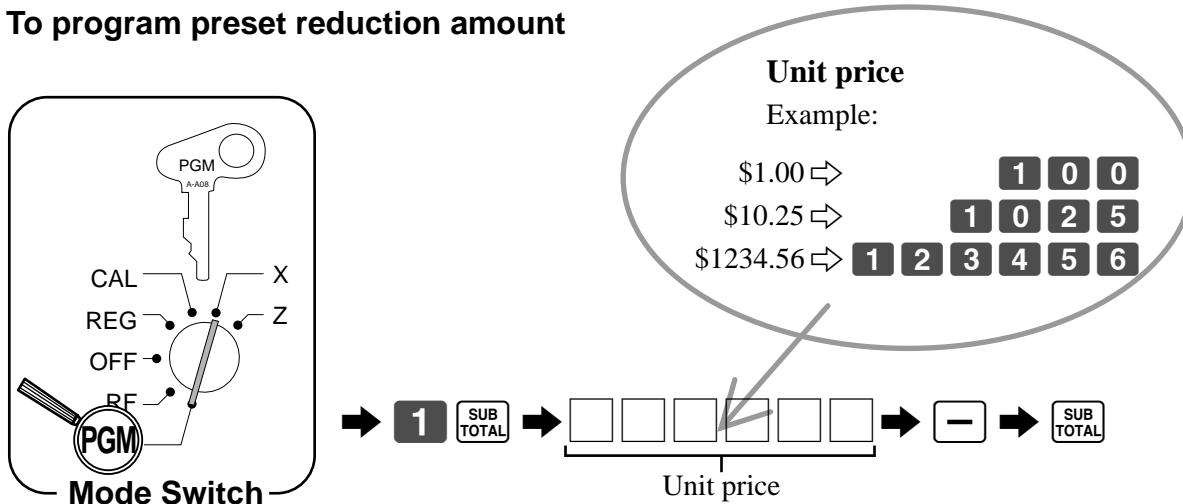 To program preset reduction amount
Unit price
Example:
$1.00 ⇨ 1 0 0
$10.25 ⇨ 1 0 2 5
$1234.56 ⇨ 1 2 3 4 5 6
PGM
A-A08
CAL
X
REG
Z
OFF
RF
PGM
Mode Switch
1 SUB TOTAL
−
SUB TOTAL
Unit price